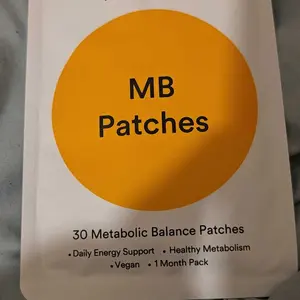 MB
Patches
30 Metabolic Balance Patches
• Daily Energy Support • Healthy Metabolism
• Vegan • 1 Month Pack